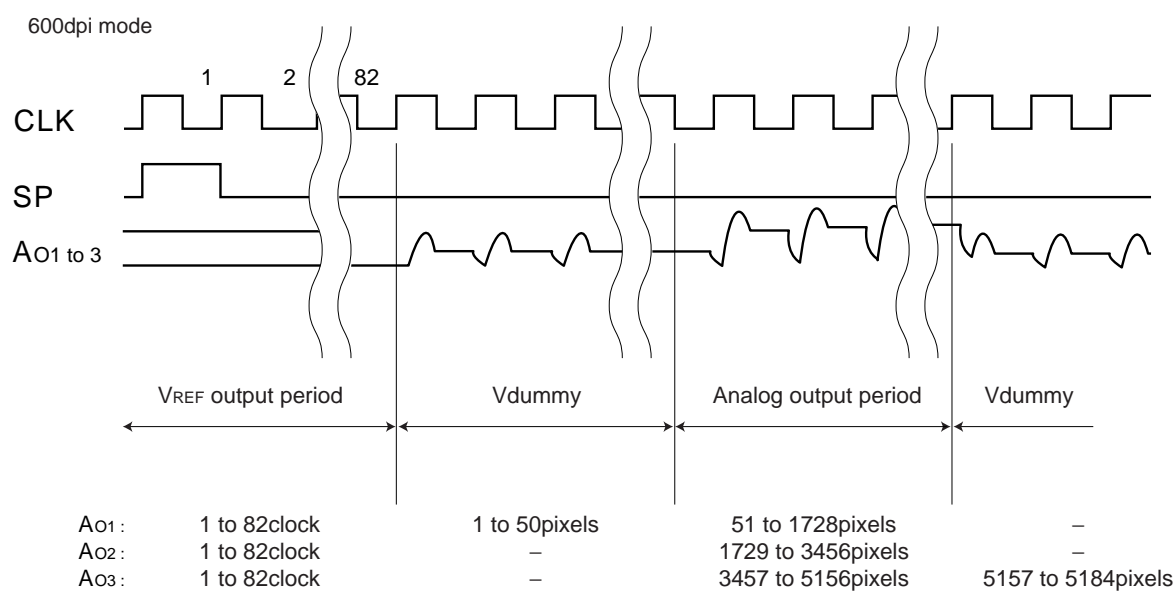 600dpi mode
1 2 82
CLK
SP
AO1 to 3
VREF output period Vdummy Analog output period Vdummy
AO1 : 1 to 82clock 1 to 50pixels 51 to 1728pixels –
AO2 : 1 to 82clock – 1729 to 3456pixels –
AO3 : 1 to 82clock – 3457 to 5156pixels 5157 to 5184pixels